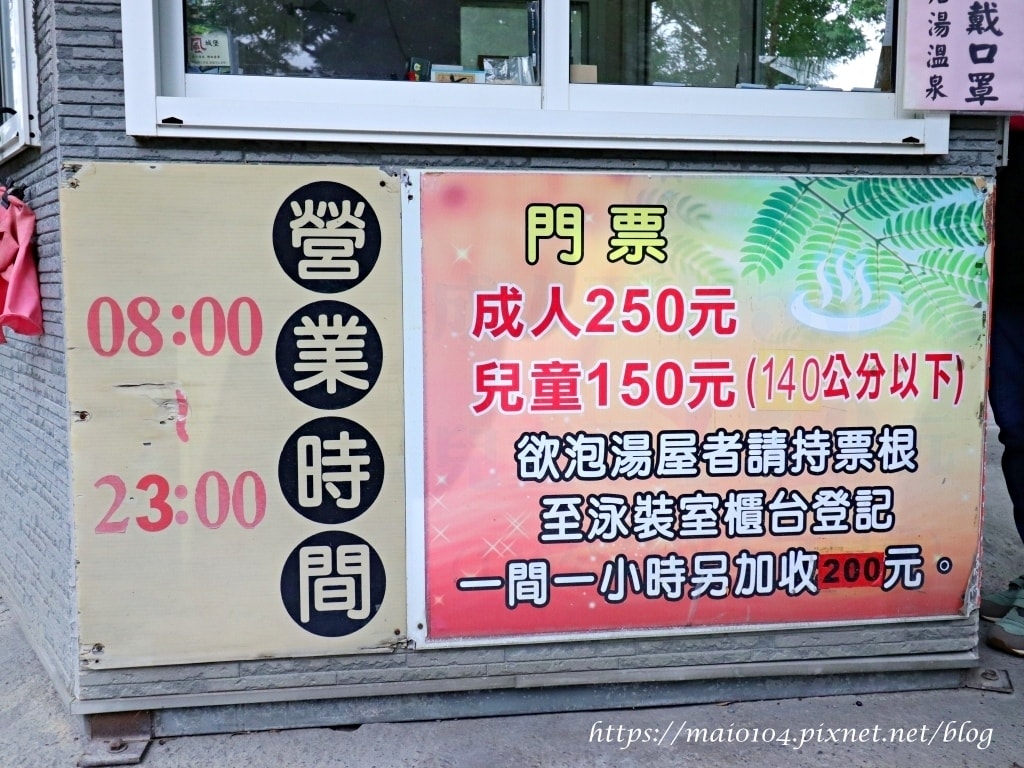 戴口罩
湯溫泉
營業時間
08:00
~
23:00
門票
成人250元
兒童150元(140公分以下)
欲泡湯屋者請持票根
至泳裝室櫃台登記
一間一小時另加收200元。
https://maio104.pixnet.net/blog